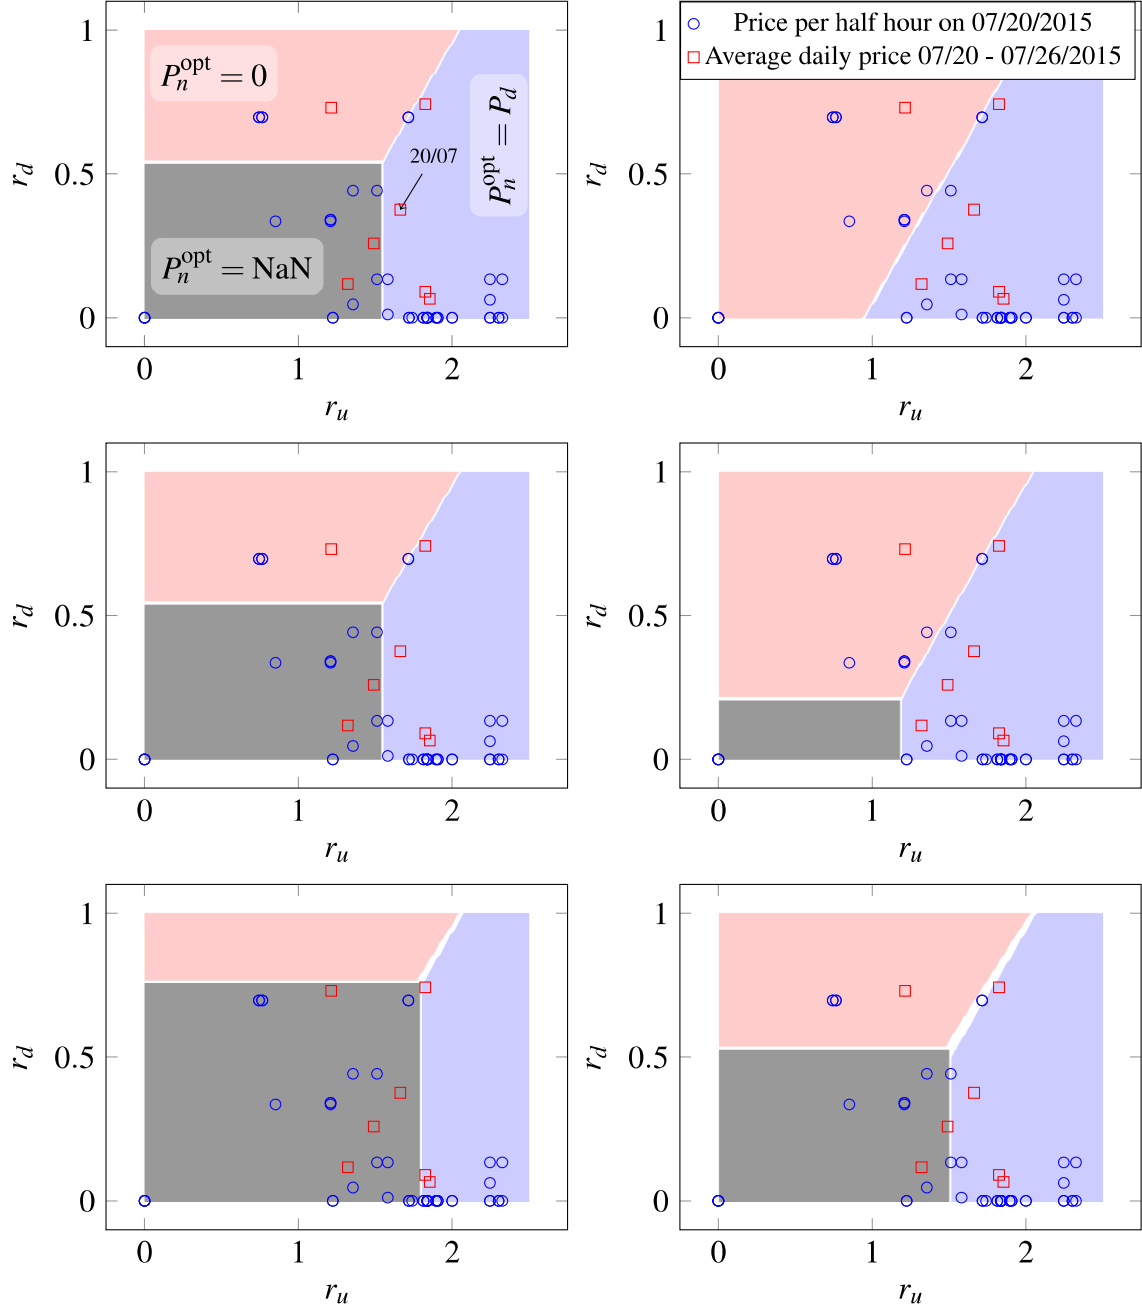 Price per half hour on 07/20/2015
Average daily price 07/20 - 07/26/2015
1
0.5
0
r_d
P_n^opt = 0
P_n^opt = NaN
P_n^opt = P_d
20/07
0
1
2
r_u
1
0.5
0
r_d
0
1
2
r_u
1
0.5
0
r_d
0
1
2
r_u
1
0.5
0
r_d
0
1
2
r_u
1
0.5
0
r_d
0
1
2
r_u
1
0.5
0
r_d
0
1
2
r_u